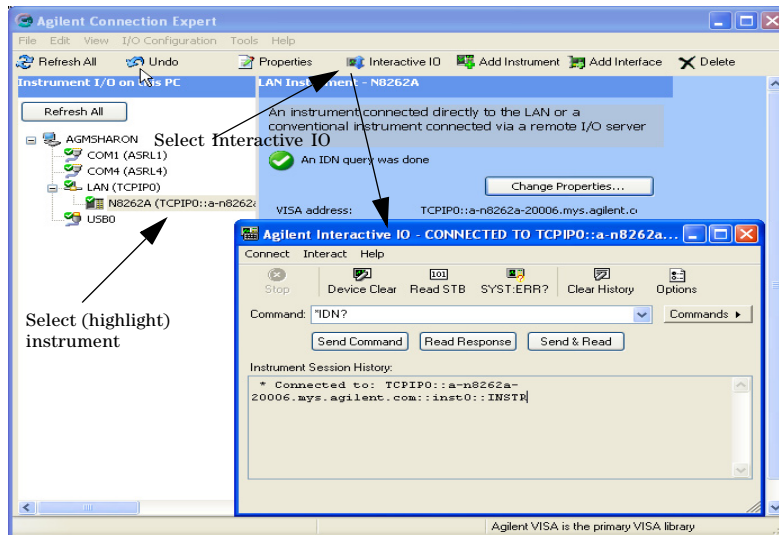 Agilent Connection Expert
File Edit View I/O Configuration Tools Help
Refresh All Undo Properties Interactive IO Add Instrument Add Interface Delete
Instrument I/O on this PC
LAN Instrument - N8262A
Refresh All
An instrument connected directly to the LAN or a
conventional instrument connected via a remote I/O server
AGMSHARON
Select Interactive IO
COM1 (ASRL1)
An IDN query was done
COM4 (ASRL4)
LAN (TCPIP0)
Change Properties...
N8262A (TCPIP0::a-n8262a
VISA address: TCPIP0::a-n8262a-20006.mys.agilent.co
USB0
Agilent Interactive IO - CONNECTED TO TCPIP0::a-n8262a...
Connect Interact Help
Stop Device Clear Read STB SYST:ERR? Clear History Options
Select (highlight)
instrument
Command: *IDN? Commands
Send Command Read Response Send & Read
Instrument Session History:
* Connected to: TCPIP0::a-n8262a-
20006.mys.agilent.com::inst0::INSTR
Agilent VISA is the primary VISA library